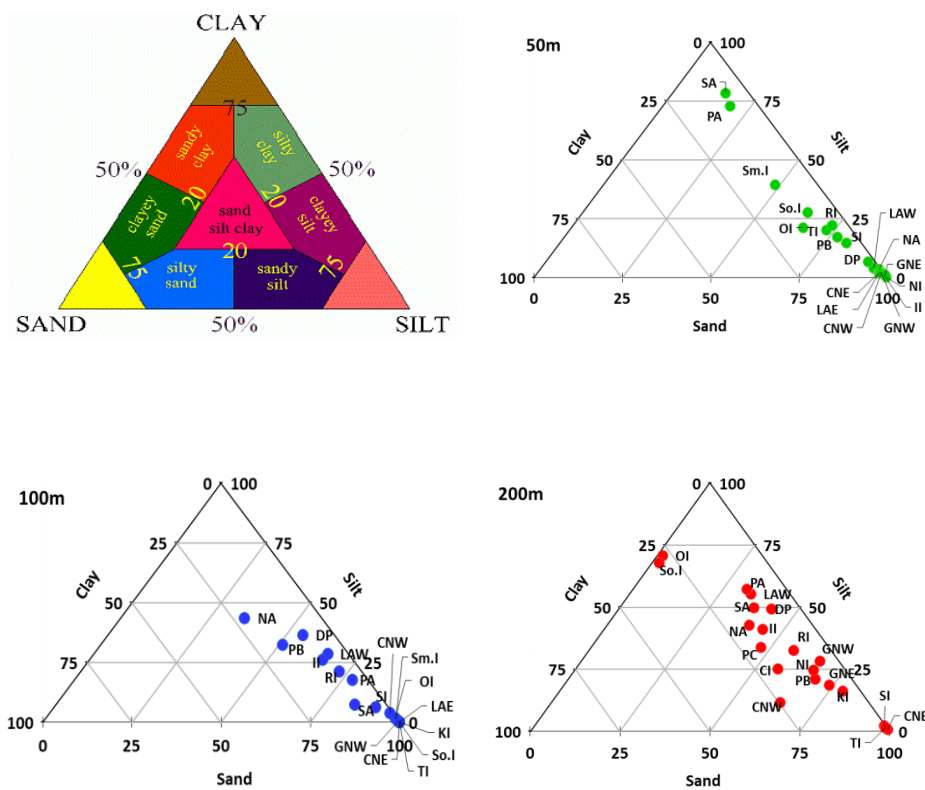 CLAY
75
sandy
clay
silty
clay
50%
50%
20
20
clayey
sand
clayey
silt
sand
silt clay
20
75
75
silty
sand
sandy
silt
SAND
50%
SILT
50m
0
100
SA
PA
25
75
Clay
Silt
50
50
Sm.I
So.I
RI
LAW
75
25
OI
TI
SI
NA
PB
DP
GNE
100
0
CNE
NI
0
25
50
75
100
LAE
II
Sand
CNW
GNW
100m
0
100
25
75
Clay
Silt
50
50
NA
DP
CNW
PB
LAW
Sm.I
75
II
25
RI
PA
OI
SI
SA
LAE
100
0
KI
0
25
50
75
100
GNW
So.I
CNE
Sand
TI
200m
0
100
25
75
OI
So.I
Clay
Silt
PA
LAW
50
SA
DP
50
NA
II
RI
PC
GNW
75
CI
NI
25
GNE
PB
KI
SI
CNW
CNE
100
0
TI
0
25
50
75
100
Sand